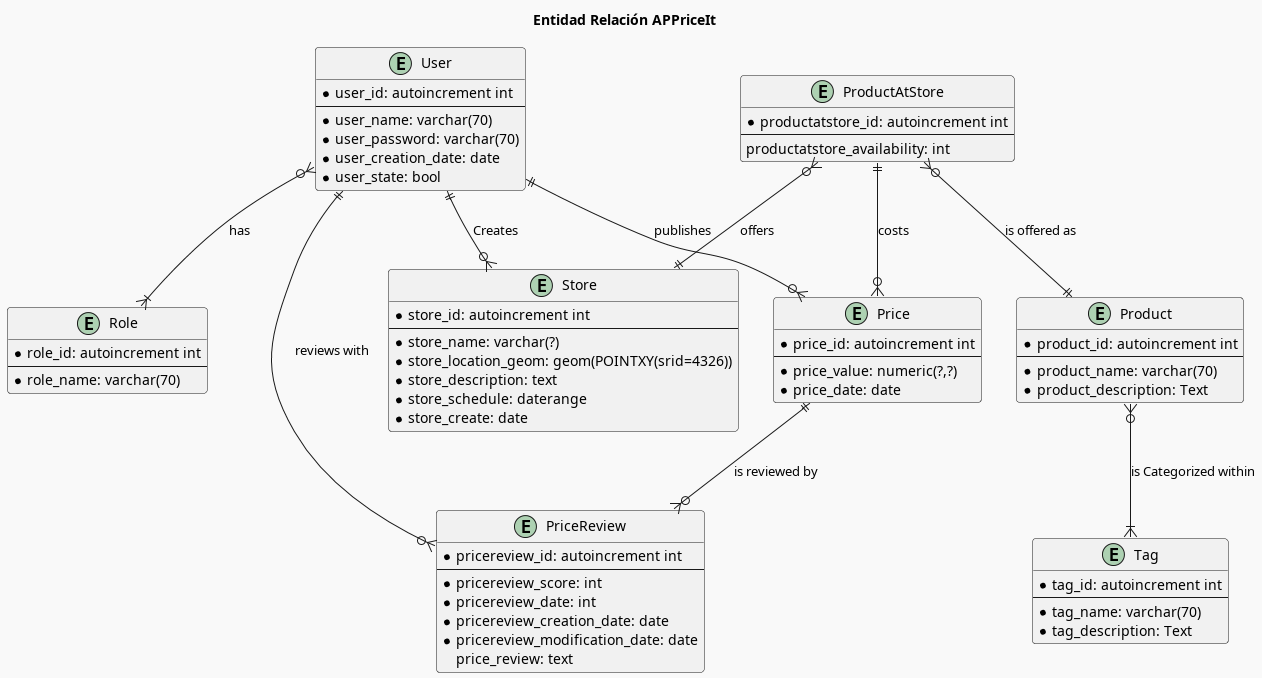 Entidad Relación APPriceIt
E User
user_id: autoincrement int
user_name: varchar(70)
user_password: varchar(70)
user_creation_date: date
user_state: bool
E ProductAtStore
productatstore_id: autoincrement int
productatstore_availability: int
has
Creates
publishes
offers
costs
is offered as
E Role
role_id: autoincrement int
role_name: varchar(70)
reviews with
E Store
store_id: autoincrement int
store_name: varchar(?)
store_location_geom: geom(POINTXY(srid=4326))
store_description: text
store_schedule: daterange
store_create: date
E Price
price_id: autoincrement int
price_value: numeric(?,?)
price_date: date
E Product
product_id: autoincrement int
product_name: varchar(70)
product_description: Text
is reviewed by
is Categorized within
E PriceReview
pricereview_id: autoincrement int
pricereview_score: int
pricereview_date: int
pricereview_creation_date: date
pricereview_modification_date: date
price_review: text
E Tag
tag_id: autoincrement int
tag_name: varchar(70)
tag_description: Text